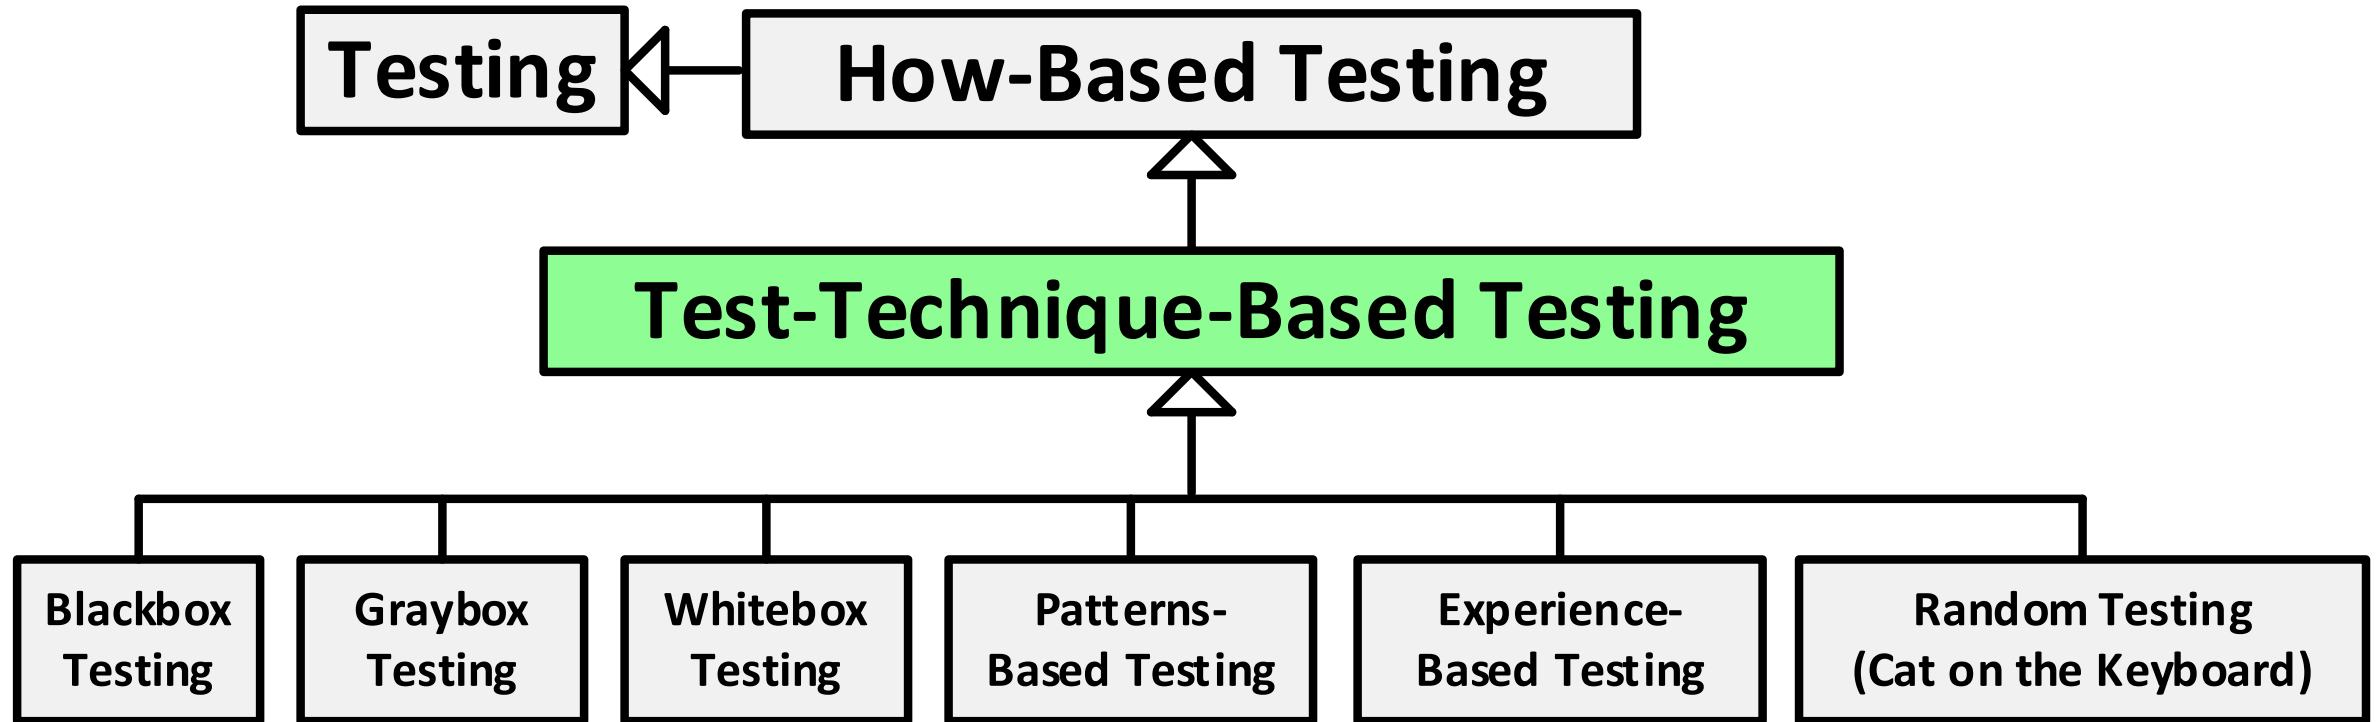 Testing
How-Based Testing
Test-Technique-Based Testing
Blackbox
Testing
Graybox
Testing
Whitebox
Testing
Patterns-
Based Testing
Experience-
Based Testing
Random Testing
(Cat on the Keyboard)